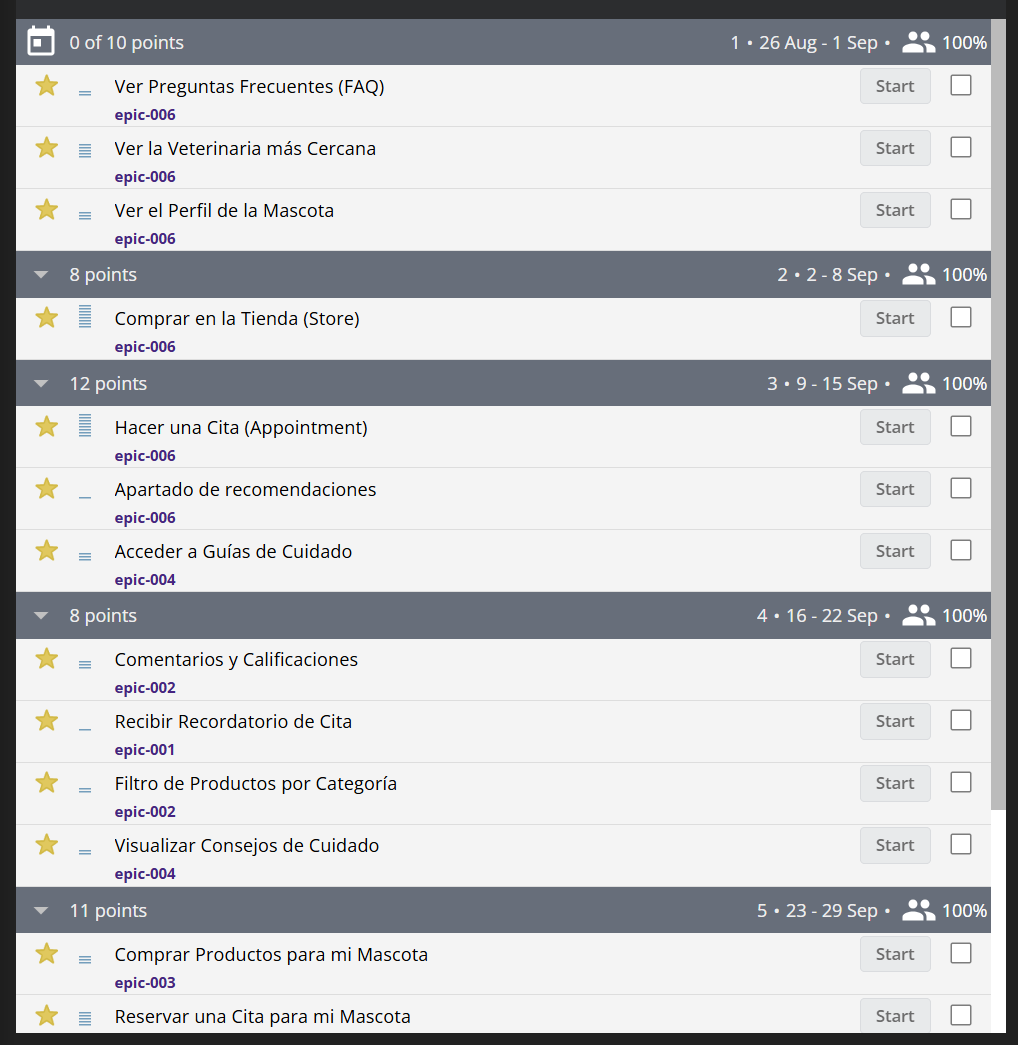 0 of 10 points 1 • 26 Aug - 1 Sep • 100%
Ver Preguntas Frecuentes (FAQ) Start
epic-006
Ver la Veterinaria más Cercana Start
epic-006
Ver el Perfil de la Mascota Start
epic-006
8 points 2 • 2 - 8 Sep • 100%
Comprar en la Tienda (Store) Start
epic-006
12 points 3 • 9 - 15 Sep • 100%
Hacer una Cita (Appointment) Start
epic-006
Apartado de recomendaciones Start
epic-006
Acceder a Guías de Cuidado Start
epic-004
8 points 4 • 16 - 22 Sep • 100%
Comentarios y Calificaciones Start
epic-002
Recibir Recordatorio de Cita Start
epic-001
Filtro de Productos por Categoría Start
epic-002
Visualizar Consejos de Cuidado Start
epic-004
11 points 5 • 23 - 29 Sep • 100%
Comprar Productos para mi Mascota Start
epic-003
Reservar una Cita para mi Mascota Start